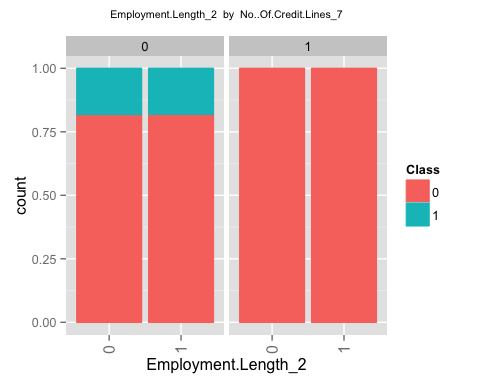 Employment.Length_2 by No..Of.Credit.Lines_7
0 1
1.00
0.75
0.50
0.25
0.00
count
0 1 0 1
Employment.Length_2
Class
0
1